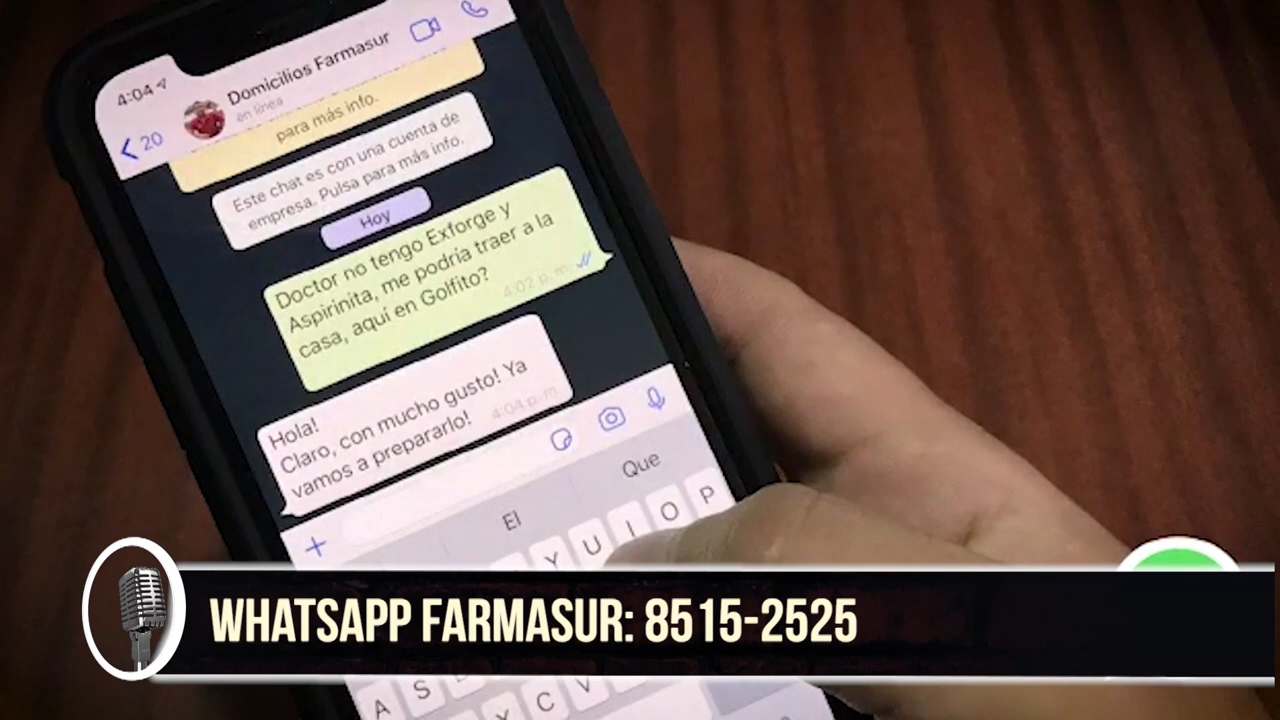 4:04
20
Domicilios Farmasur
en línea
para más info.
Este chat es con una cuenta de
empresa. Pulsa para más info.
Hoy
Doctor no tengo Exforge y
Aspirinita, me podría traer a la
casa, aquí en Golfito?
4:02 p. m.
Hola!
Claro, con mucho gusto! Ya
vamos a prepararlo!
4:04 p. m.
El
Que
Y U I O P
WHATSAPP FARMASUR: 8515-2525
A S
C V